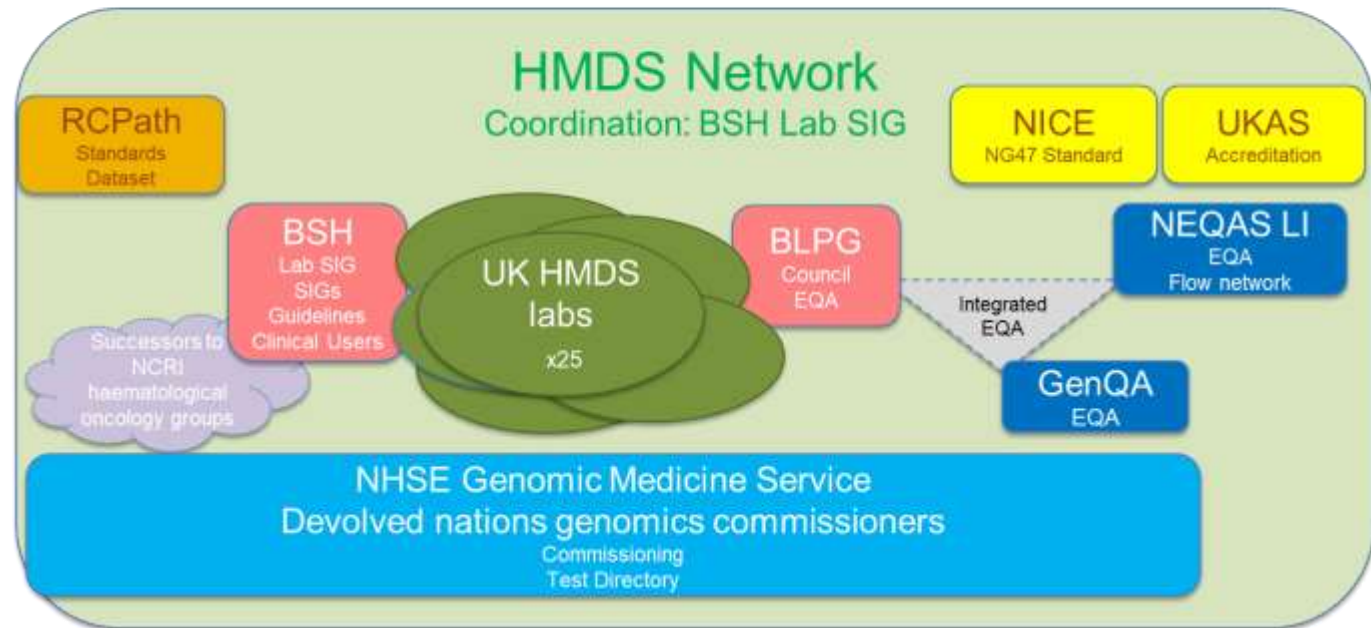 HMDS Network
Coordination: BSH Lab SIG
RCPath
Standards
Dataset
NICE
NG47 Standard
UKAS
Accreditation
BSH
Lab SIG
SIGs
Guidelines
Clinical Users
UK HMDS
labs
x25
BLPG
Council
EQA
NEQAS LI
EQA
Flow network
Integrated
EQA
GenQA
EQA
Successors to
NCRI
haematological
oncology groups
NHSE Genomic Medicine Service
Devolved nations genomics commissioners
Commissioning
Test Directory